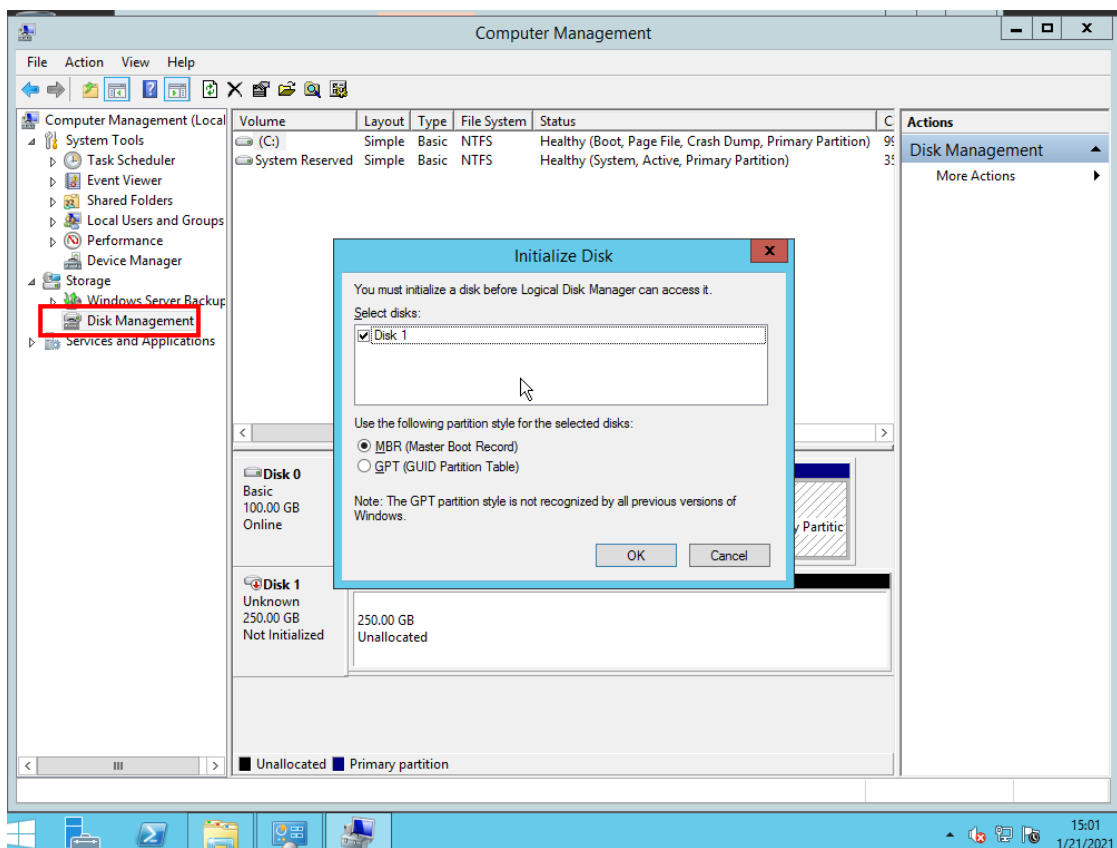 Computer Management
File Action View Help
Computer Management (Local
System Tools
Task Scheduler
Event Viewer
Shared Folders
Local Users and Groups
Performance
Device Manager
Storage
Windows Server Backup
Disk Management
Services and Applications
Volume Layout Type File System Status C
(C:) Simple Basic NTFS Healthy (Boot, Page File, Crash Dump, Primary Partition) 99
System Reserved Simple Basic NTFS Healthy (System, Active, Primary Partition) 35
Actions
Disk Management
More Actions
Initialize Disk
You must initialize a disk before Logical Disk Manager can access it.
Select disks:
Disk 1
Use the following partition style for the selected disks:
MBR (Master Boot Record)
GPT (GUID Partition Table)
Note: The GPT partition style is not recognized by all previous versions of
Windows.
OK Cancel
Disk 0
Basic
100.00 GB
Online
y Partitic
Disk 1
Unknown
250.00 GB
Not Initialized
250.00 GB
Unallocated
Unallocated Primary partition
15:01
1/21/2021